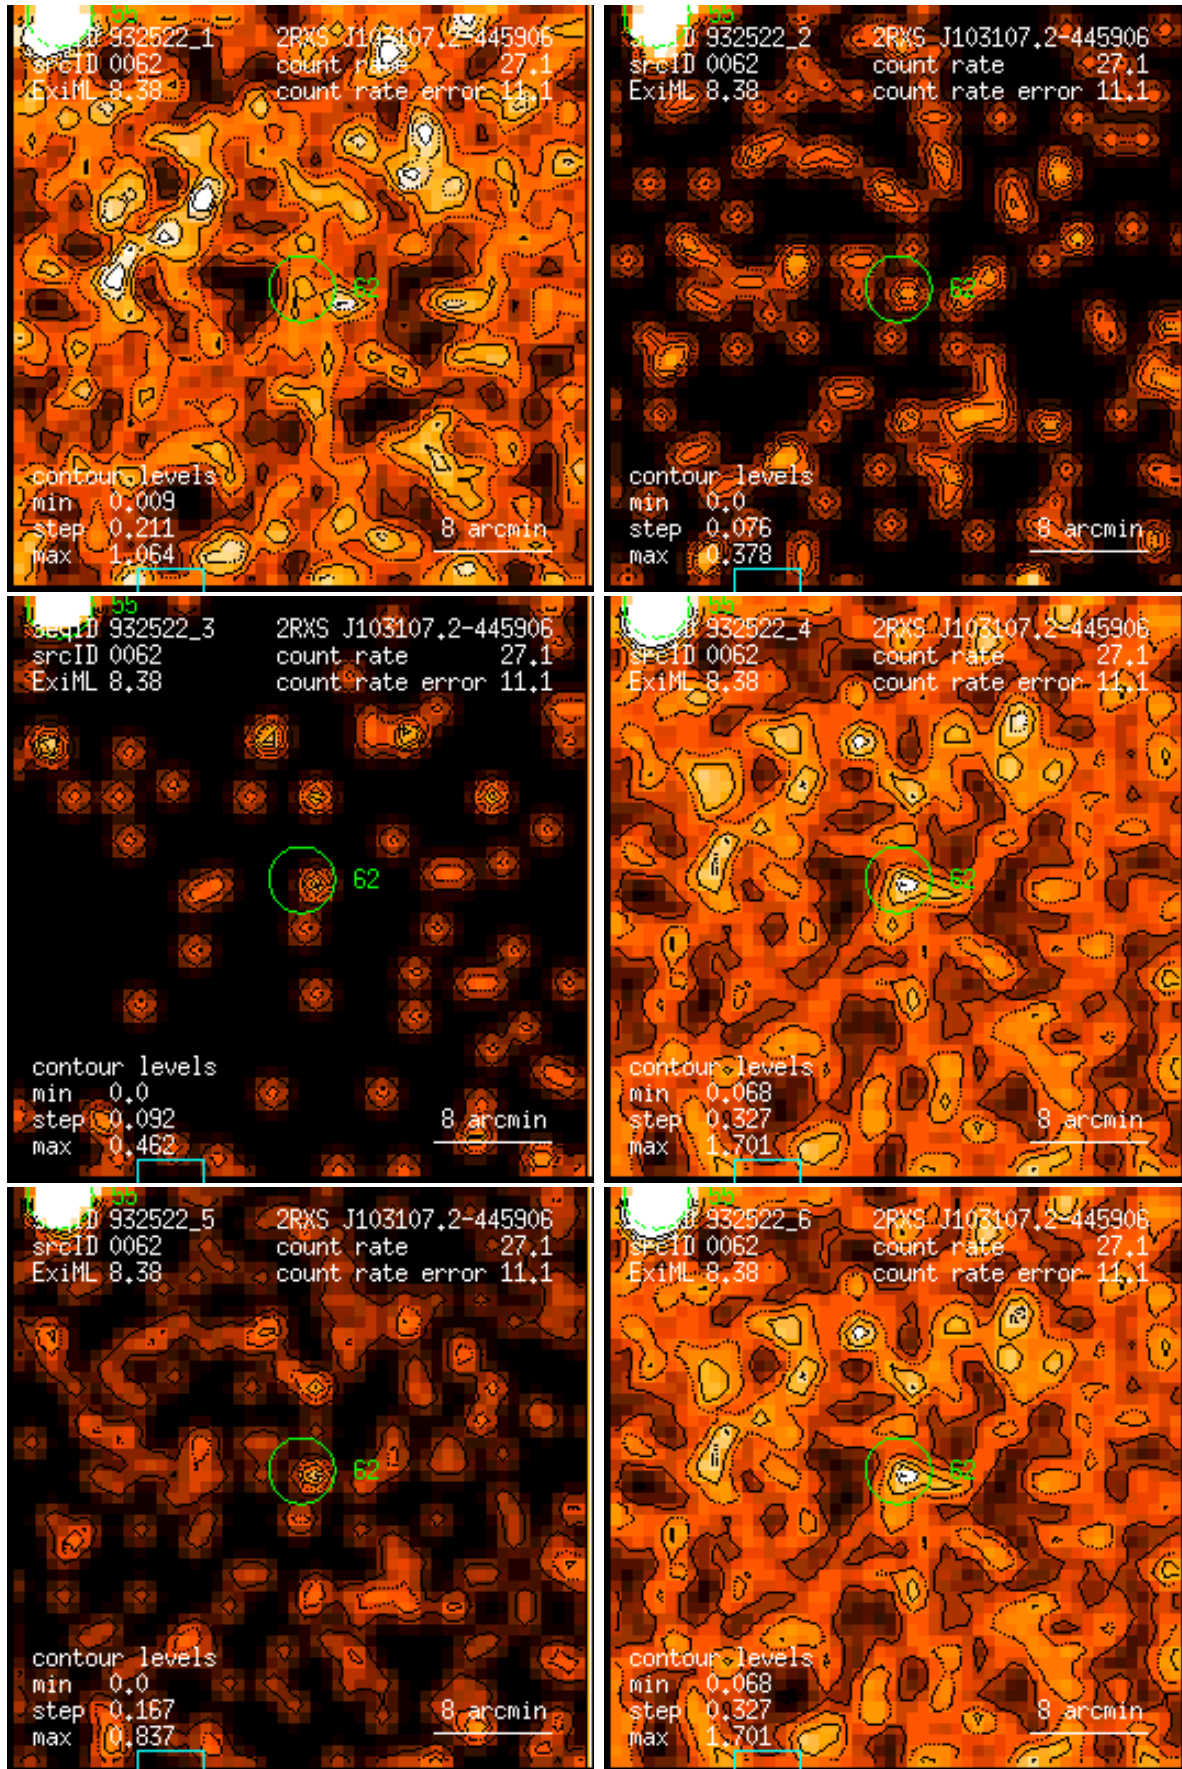 55
932522_1 2RXS J103107.2-445906
srcID 0062 count rate 27.1
ExiML 8.38 count rate error 11.1
62
contour levels
min 0.009
step 0.211
max 1.064
8 arcmin
55
932522_2 2RXS J103107.2-445906
srcID 0062 count rate 27.1
ExiML 8.38 count rate error 11.1
62
contour levels
min 0.0
step 0.076
max 0.378
8 arcmin
55
seqID 932522_3 2RXS J103107.2-445906
srcID 0062 count rate 27.1
ExiML 8.38 count rate error 11.1
62
contour levels
min 0.0
step 0.092
max 0.462
8 arcmin
55
932522_4 2RXS J103107.2-445906
srcID 0062 count rate 27.1
ExiML 8.38 count rate error 11.1
62
contour levels
min 0.068
step 0.327
max 1.701
8 arcmin
55
932522_5 2RXS J103107.2-445906
srcID 0062 count rate 27.1
ExiML 8.38 count rate error 11.1
62
contour levels
min 0.0
step 0.167
max 0.837
8 arcmin
55
932522_6 2RXS J103107.2-445906
srcID 0062 count rate 27.1
ExiML 8.38 count rate error 11.1
62
contour levels
min 0.068
step 0.327
max 1.701
8 arcmin